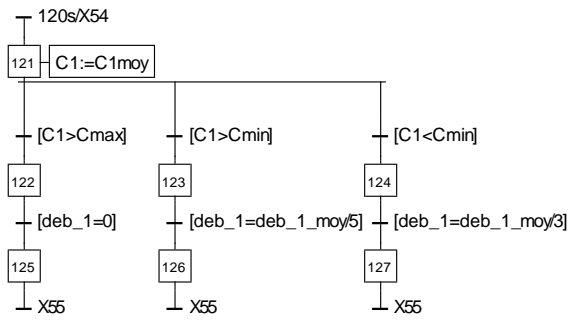 120s/X54
121 C1:=C1moy
[C1>Cmax] [C1>Cmin] [C1<Cmin]
122 123 124
[deb_1=0] [deb_1=deb_1_moy/5] [deb_1=deb_1_moy/3]
125 126 127
X55 X55 X55